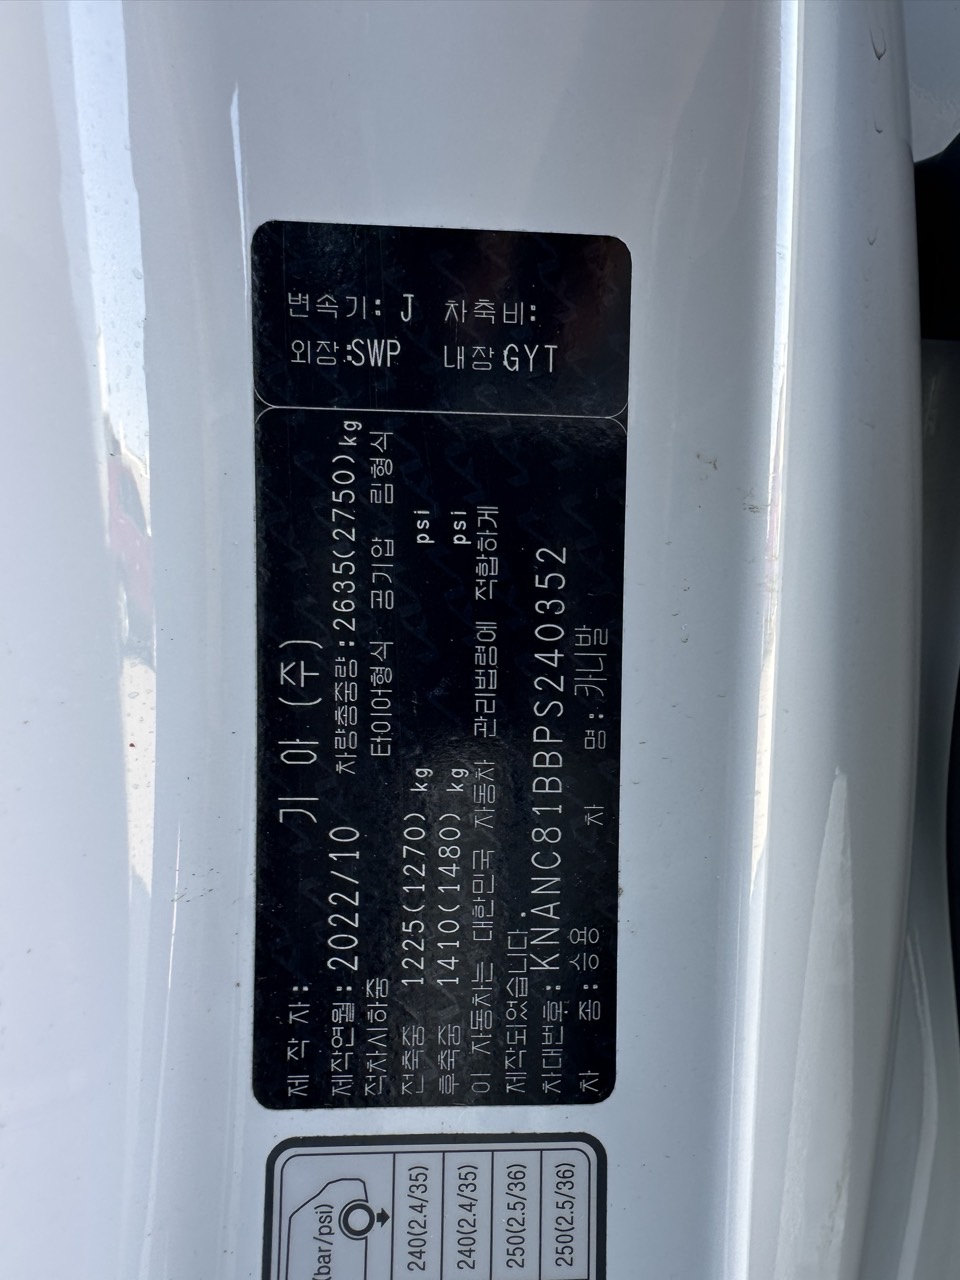 변속기: J 차축비:
외장:SWP 내장:GYT
제 작 자: 기 아 (주)
제작연월: 2022/10 차량총중량: 2635(2750)kg
적차시하중 타이어형식 공기압 림형식
전축중 1225(1270) kg psi
후축중 1410(1480) kg psi
이 자동차는 대한민국 자동차 관리법령에 적합하게
제작되었습니다.
차대번호: KNANC81BBPS240352
차 종: 승용 차 명: 카니발
(bar/psi)
240(2.4/35)
240(2.4/35)
250(2.5/36)
250(2.5/36)